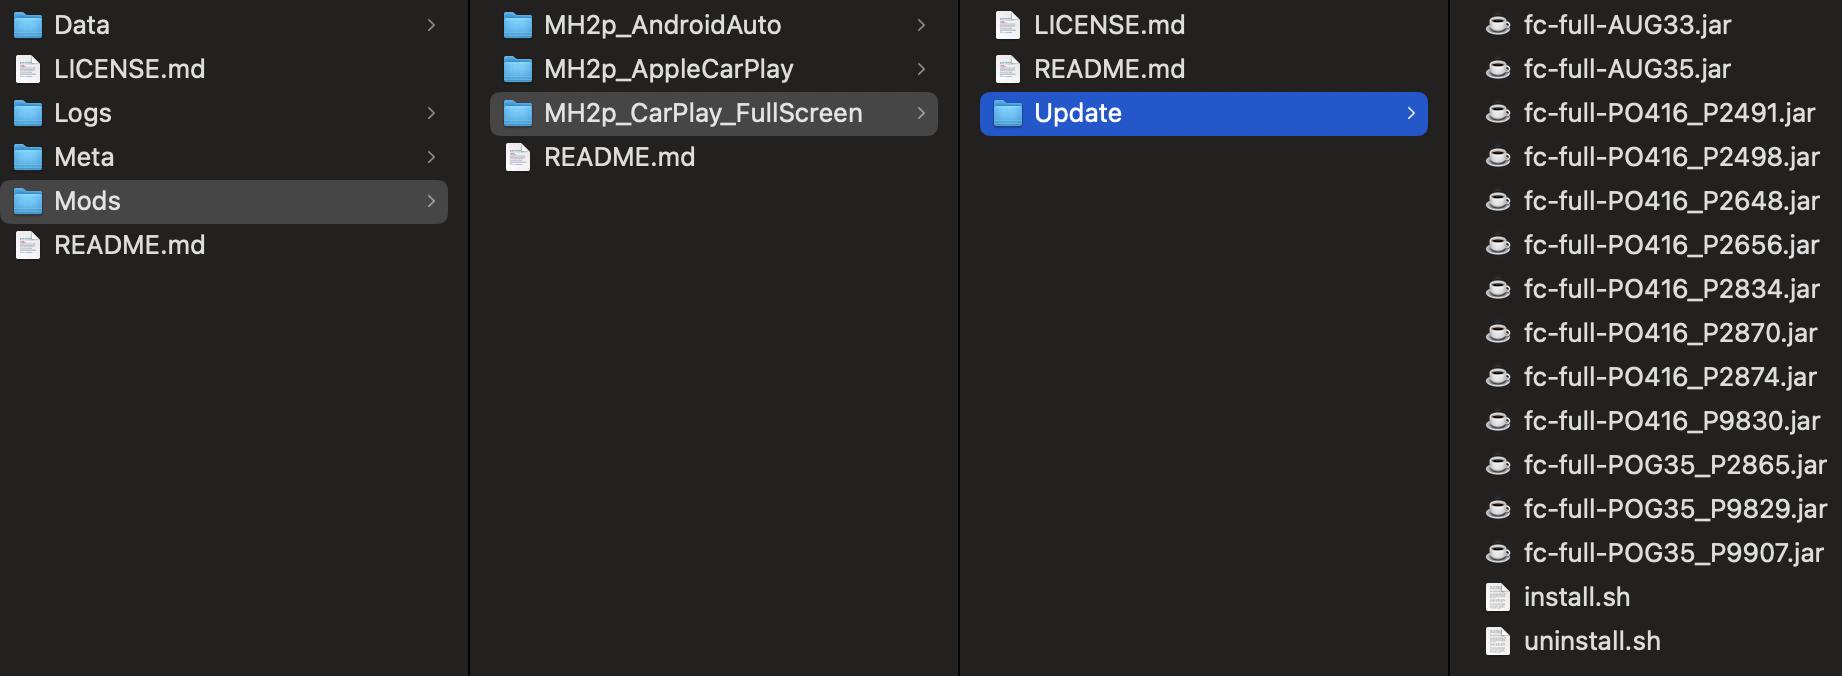 Data
LICENSE.md
Logs
Meta
Mods
README.md
MH2p_AndroidAuto
MH2p_AppleCarPlay
MH2p_CarPlay_FullScreen
README.md
LICENSE.md
README.md
Update
fc-full-AUG33.jar
fc-full-AUG35.jar
fc-full-PO416_P2491.jar
fc-full-PO416_P2498.jar
fc-full-PO416_P2648.jar
fc-full-PO416_P2656.jar
fc-full-PO416_P2834.jar
fc-full-PO416_P2870.jar
fc-full-PO416_P2874.jar
fc-full-PO416_P9830.jar
fc-full-POG35_P2865.jar
fc-full-POG35_P9829.jar
fc-full-POG35_P9907.jar
install.sh
uninstall.sh